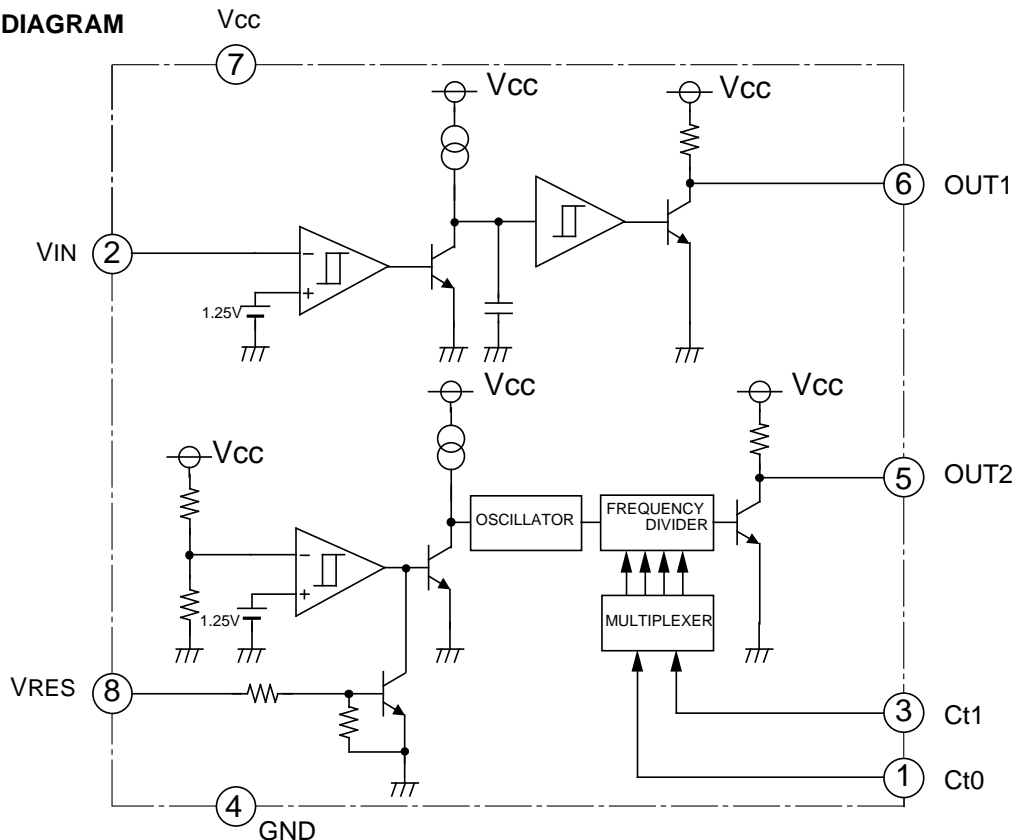 DIAGRAM
Vcc
7
Vcc
Vcc
6 OUT1
VIN 2
−
+
1.25V
Vcc
Vcc
Vcc
5 OUT2
OSCILLATOR
FREQUENCY
DIVIDER
−
+
1.25V
MULTIPLEXER
VRES 8
3 Ct1
1 Ct0
4
GND